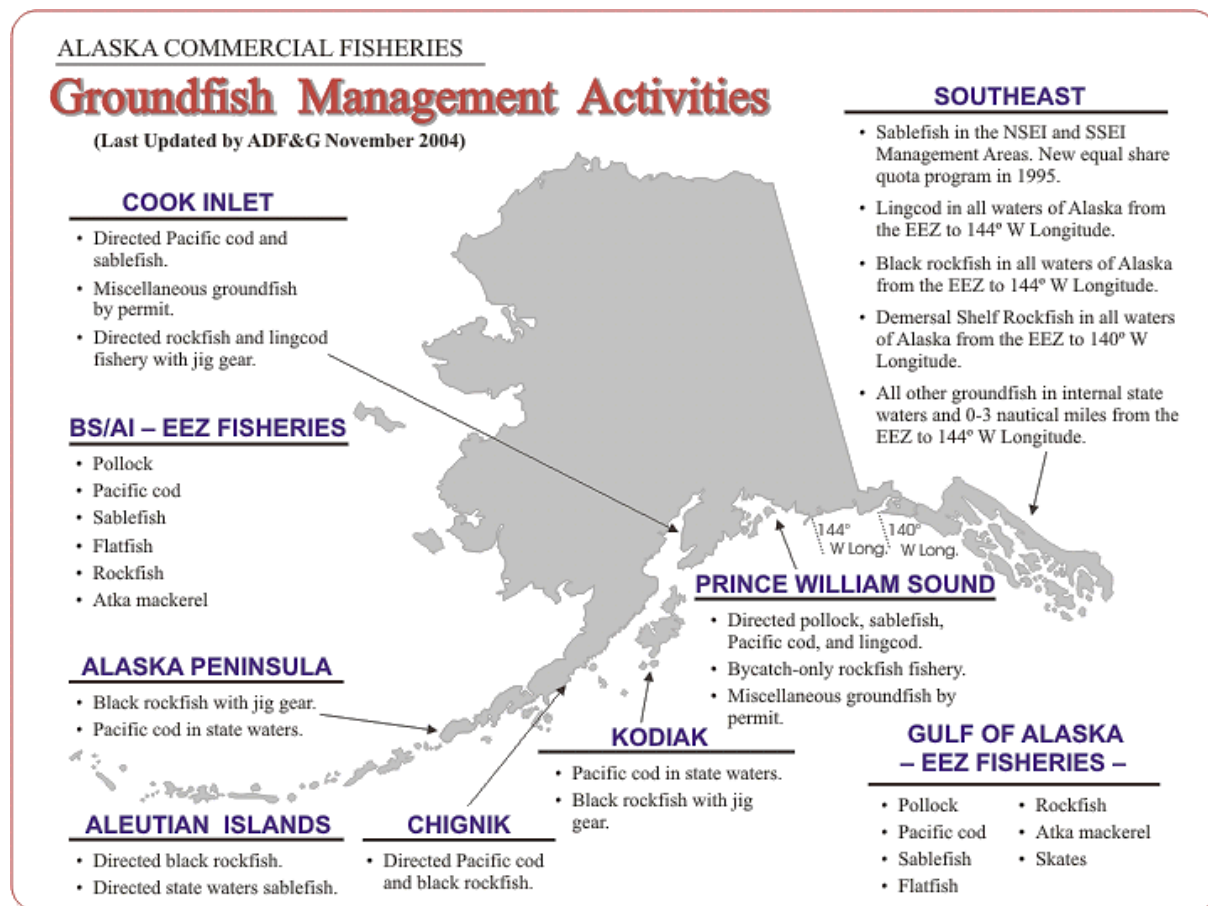 ALASKA COMMERCIAL FISHERIES
Groundfish Management Activities
(Last Updated by ADF&G November 2004)
COOK INLET
• Directed Pacific cod and
sablefish.
• Miscellaneous groundfish
by permit.
• Directed rockfish and lingcod
fishery with jig gear.
BS/AI – EEZ FISHERIES
• Pollock
• Pacific cod
• Sablefish
• Flatfish
• Rockfish
• Atka mackerel
ALASKA PENINSULA
• Black rockfish with jig gear.
• Pacific cod in state waters.
ALEUTIAN ISLANDS
• Directed black rockfish.
• Directed state waters sablefish.
CHIGNIK
• Directed Pacific cod
and black rockfish.
KODIAK
• Pacific cod in state waters.
• Black rockfish with jig
gear.
PRINCE WILLIAM SOUND
• Directed pollock, sablefish,
Pacific cod, and lingcod.
• Bycatch-only rockfish fishery.
• Miscellaneous groundfish by
permit.
144°
W Long.
140°
W Long.
SOUTHEAST
• Sablefish in the NSEI and SSEI
Management Areas. New equal share
quota program in 1995.
• Lingcod in all waters of Alaska from
the EEZ to 144º W Longitude.
• Black rockfish in all waters of Alaska
from the EEZ to 144º W Longitude.
• Demersal Shelf Rockfish in all waters
of Alaska from the EEZ to 140º W
Longitude.
• All other groundfish in internal state
waters and 0-3 nautical miles from the
EEZ to 144º W Longitude.
GULF OF ALASKA
– EEZ FISHERIES –
• Pollock
• Pacific cod
• Sablefish
• Flatfish
• Rockfish
• Atka mackerel
• Skates